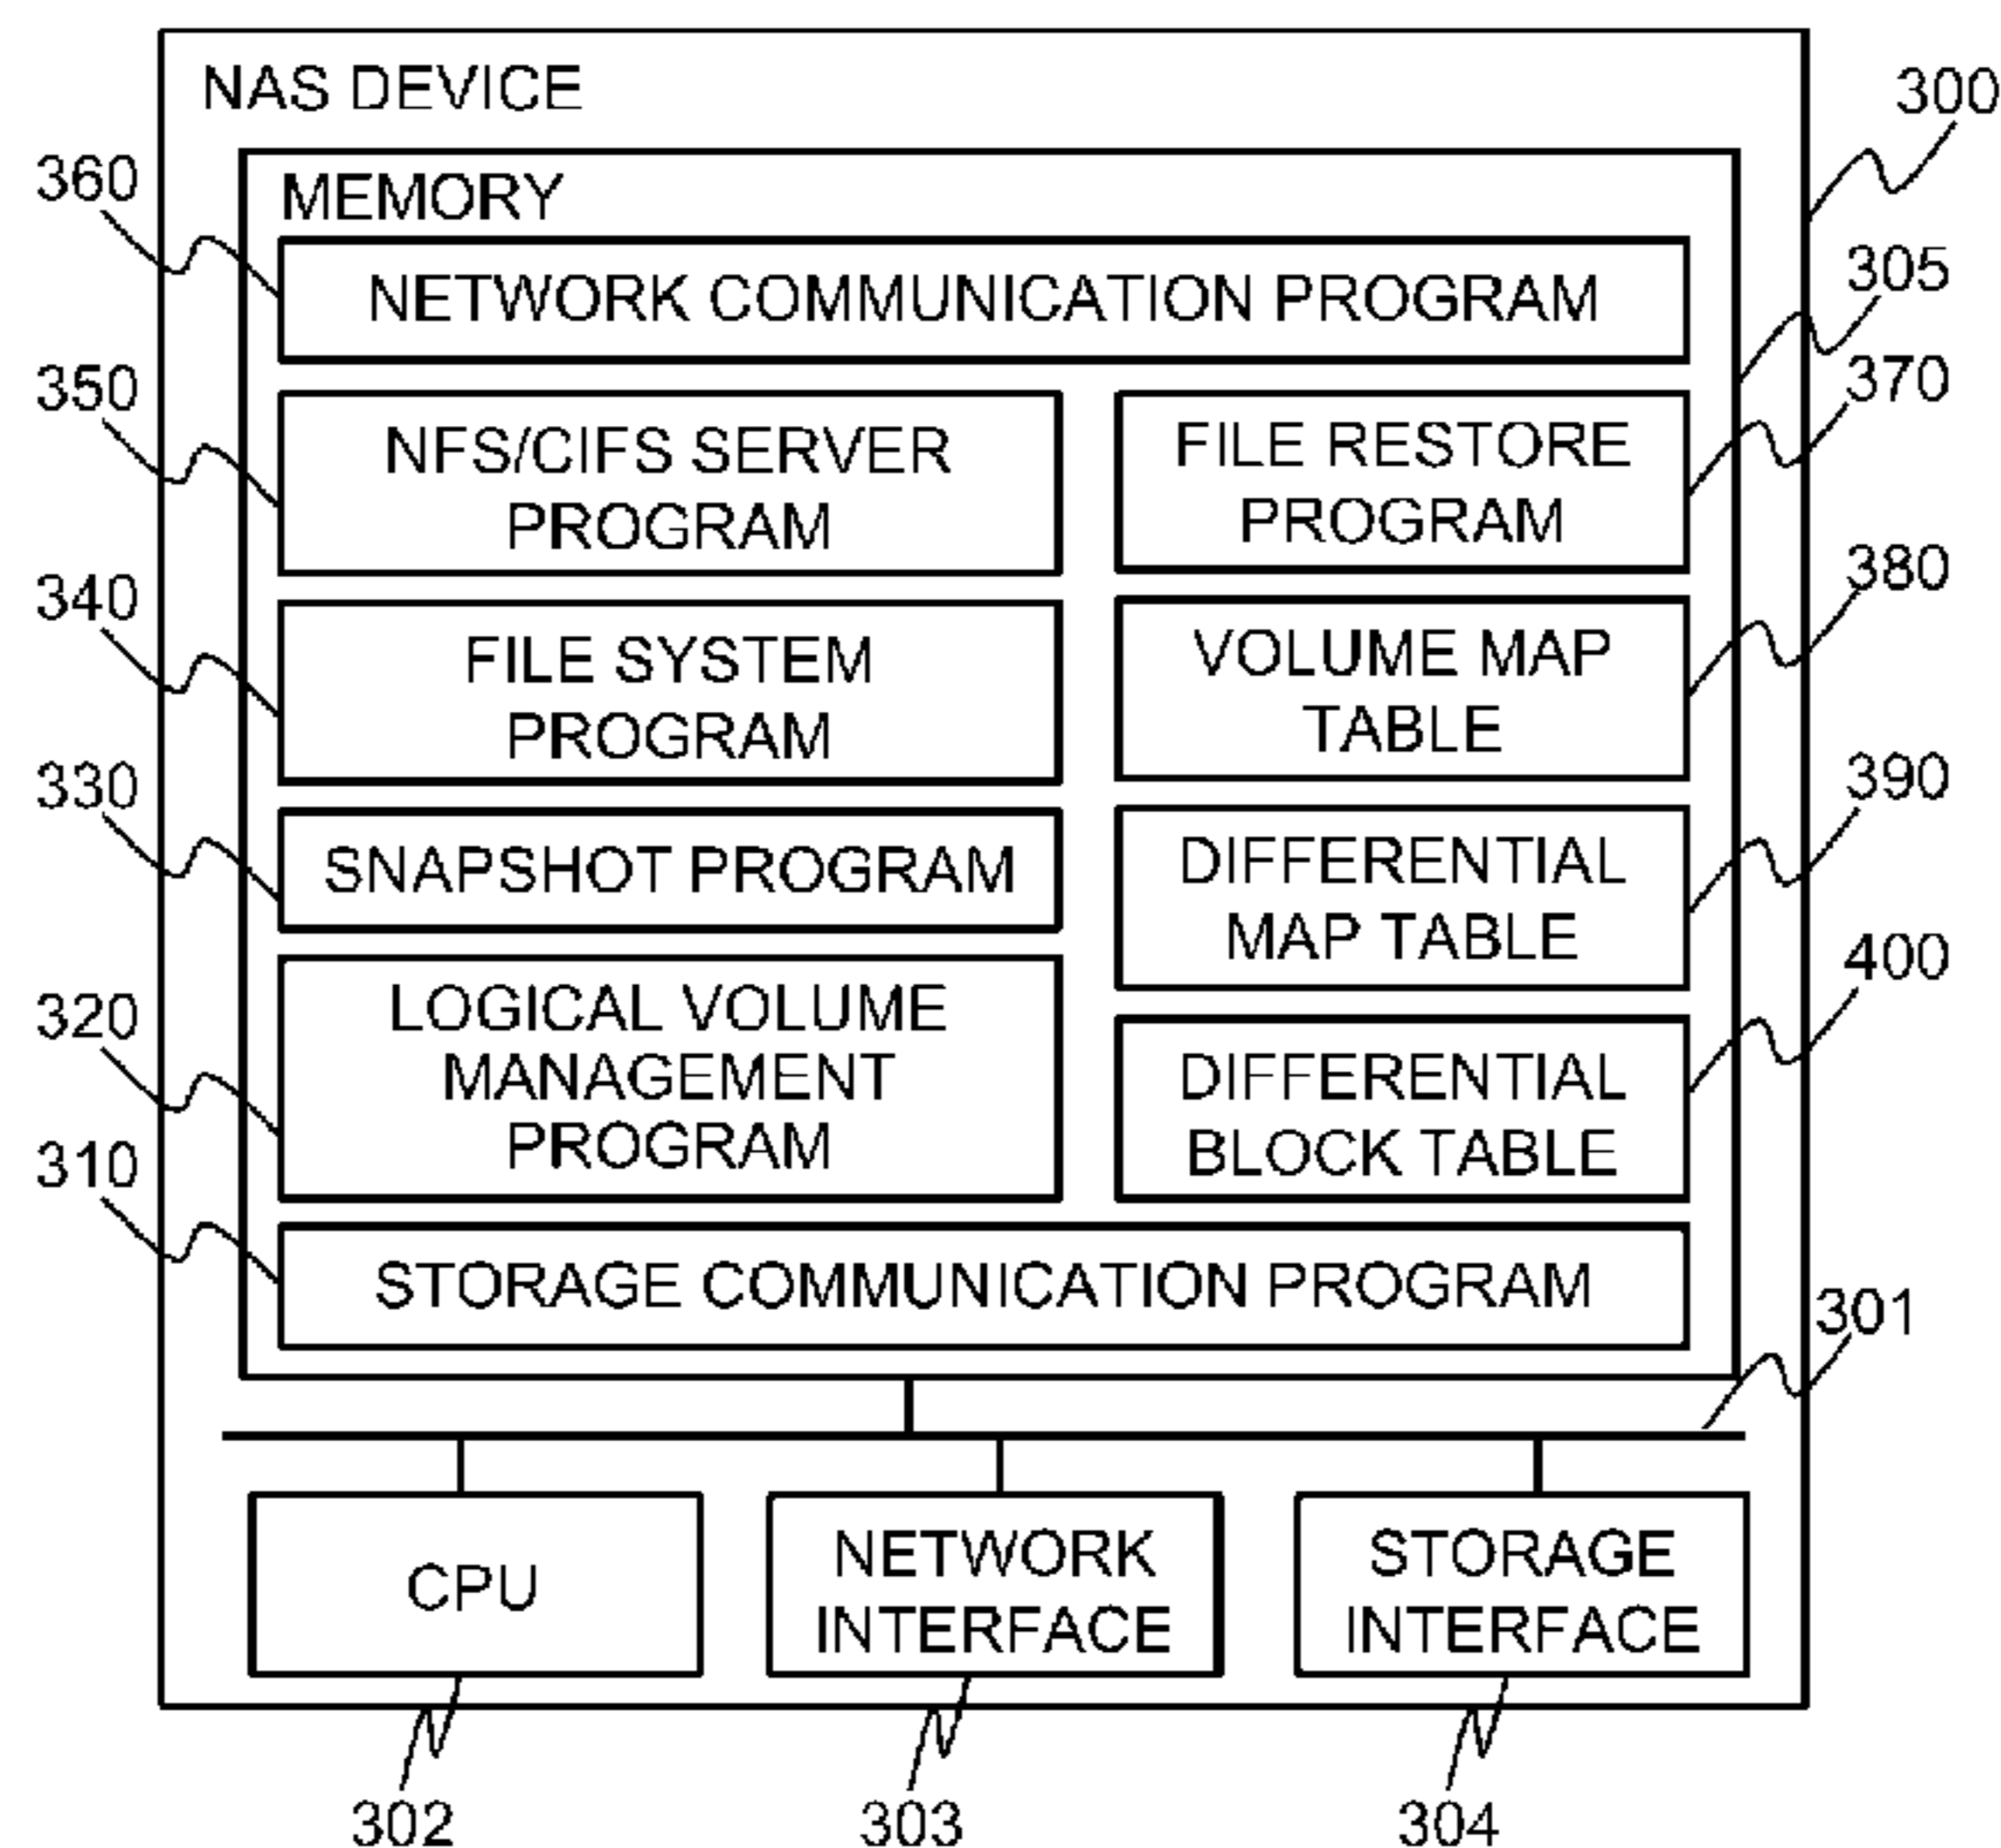 NAS DEVICE
300
MEMORY
360
NETWORK COMMUNICATION PROGRAM
305
350
NFS/CIFS SERVER
PROGRAM
FILE RESTORE
PROGRAM
370
340
FILE SYSTEM
PROGRAM
VOLUME MAP
TABLE
380
330
SNAPSHOT PROGRAM
DIFFERENTIAL
MAP TABLE
390
320
LOGICAL VOLUME
MANAGEMENT
PROGRAM
DIFFERENTIAL
BLOCK TABLE
400
310
STORAGE COMMUNICATION PROGRAM
301
CPU
NETWORK
INTERFACE
STORAGE
INTERFACE
302
303
304